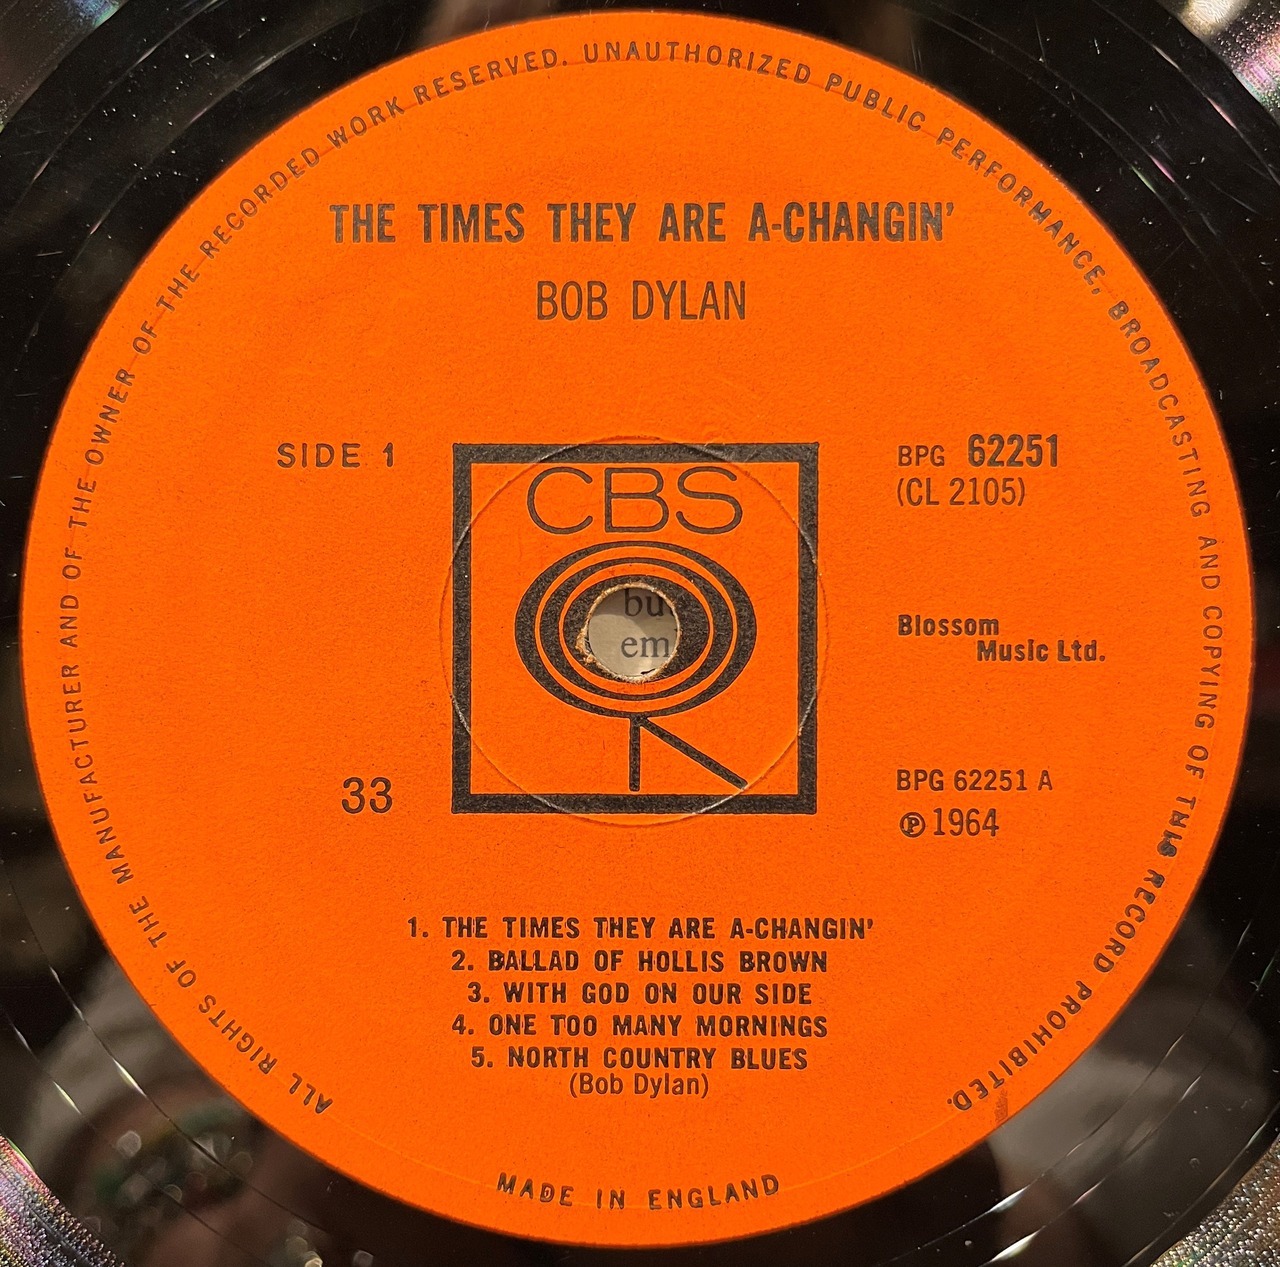 ALL RIGHTS OF THE MANUFACTURER AND OF THE OWNER OF THE RECORDED WORK RESERVED. UNAUTHORIZED PUBLIC PERFORMANCE, BROADCASTING AND COPYING OF THIS RECORD PROHIBITED.
THE TIMES THEY ARE A-CHANGIN'
BOB DYLAN
SIDE 1
CBS
BPG 62251
(CL 2105)
bu
em
Blossom
Music Ltd.
33
BPG 62251 A
℗ 1964
1. THE TIMES THEY ARE A-CHANGIN'
2. BALLAD OF HOLLIS BROWN
3. WITH GOD ON OUR SIDE
4. ONE TOO MANY MORNINGS
5. NORTH COUNTRY BLUES
(Bob Dylan)
MADE IN ENGLAND